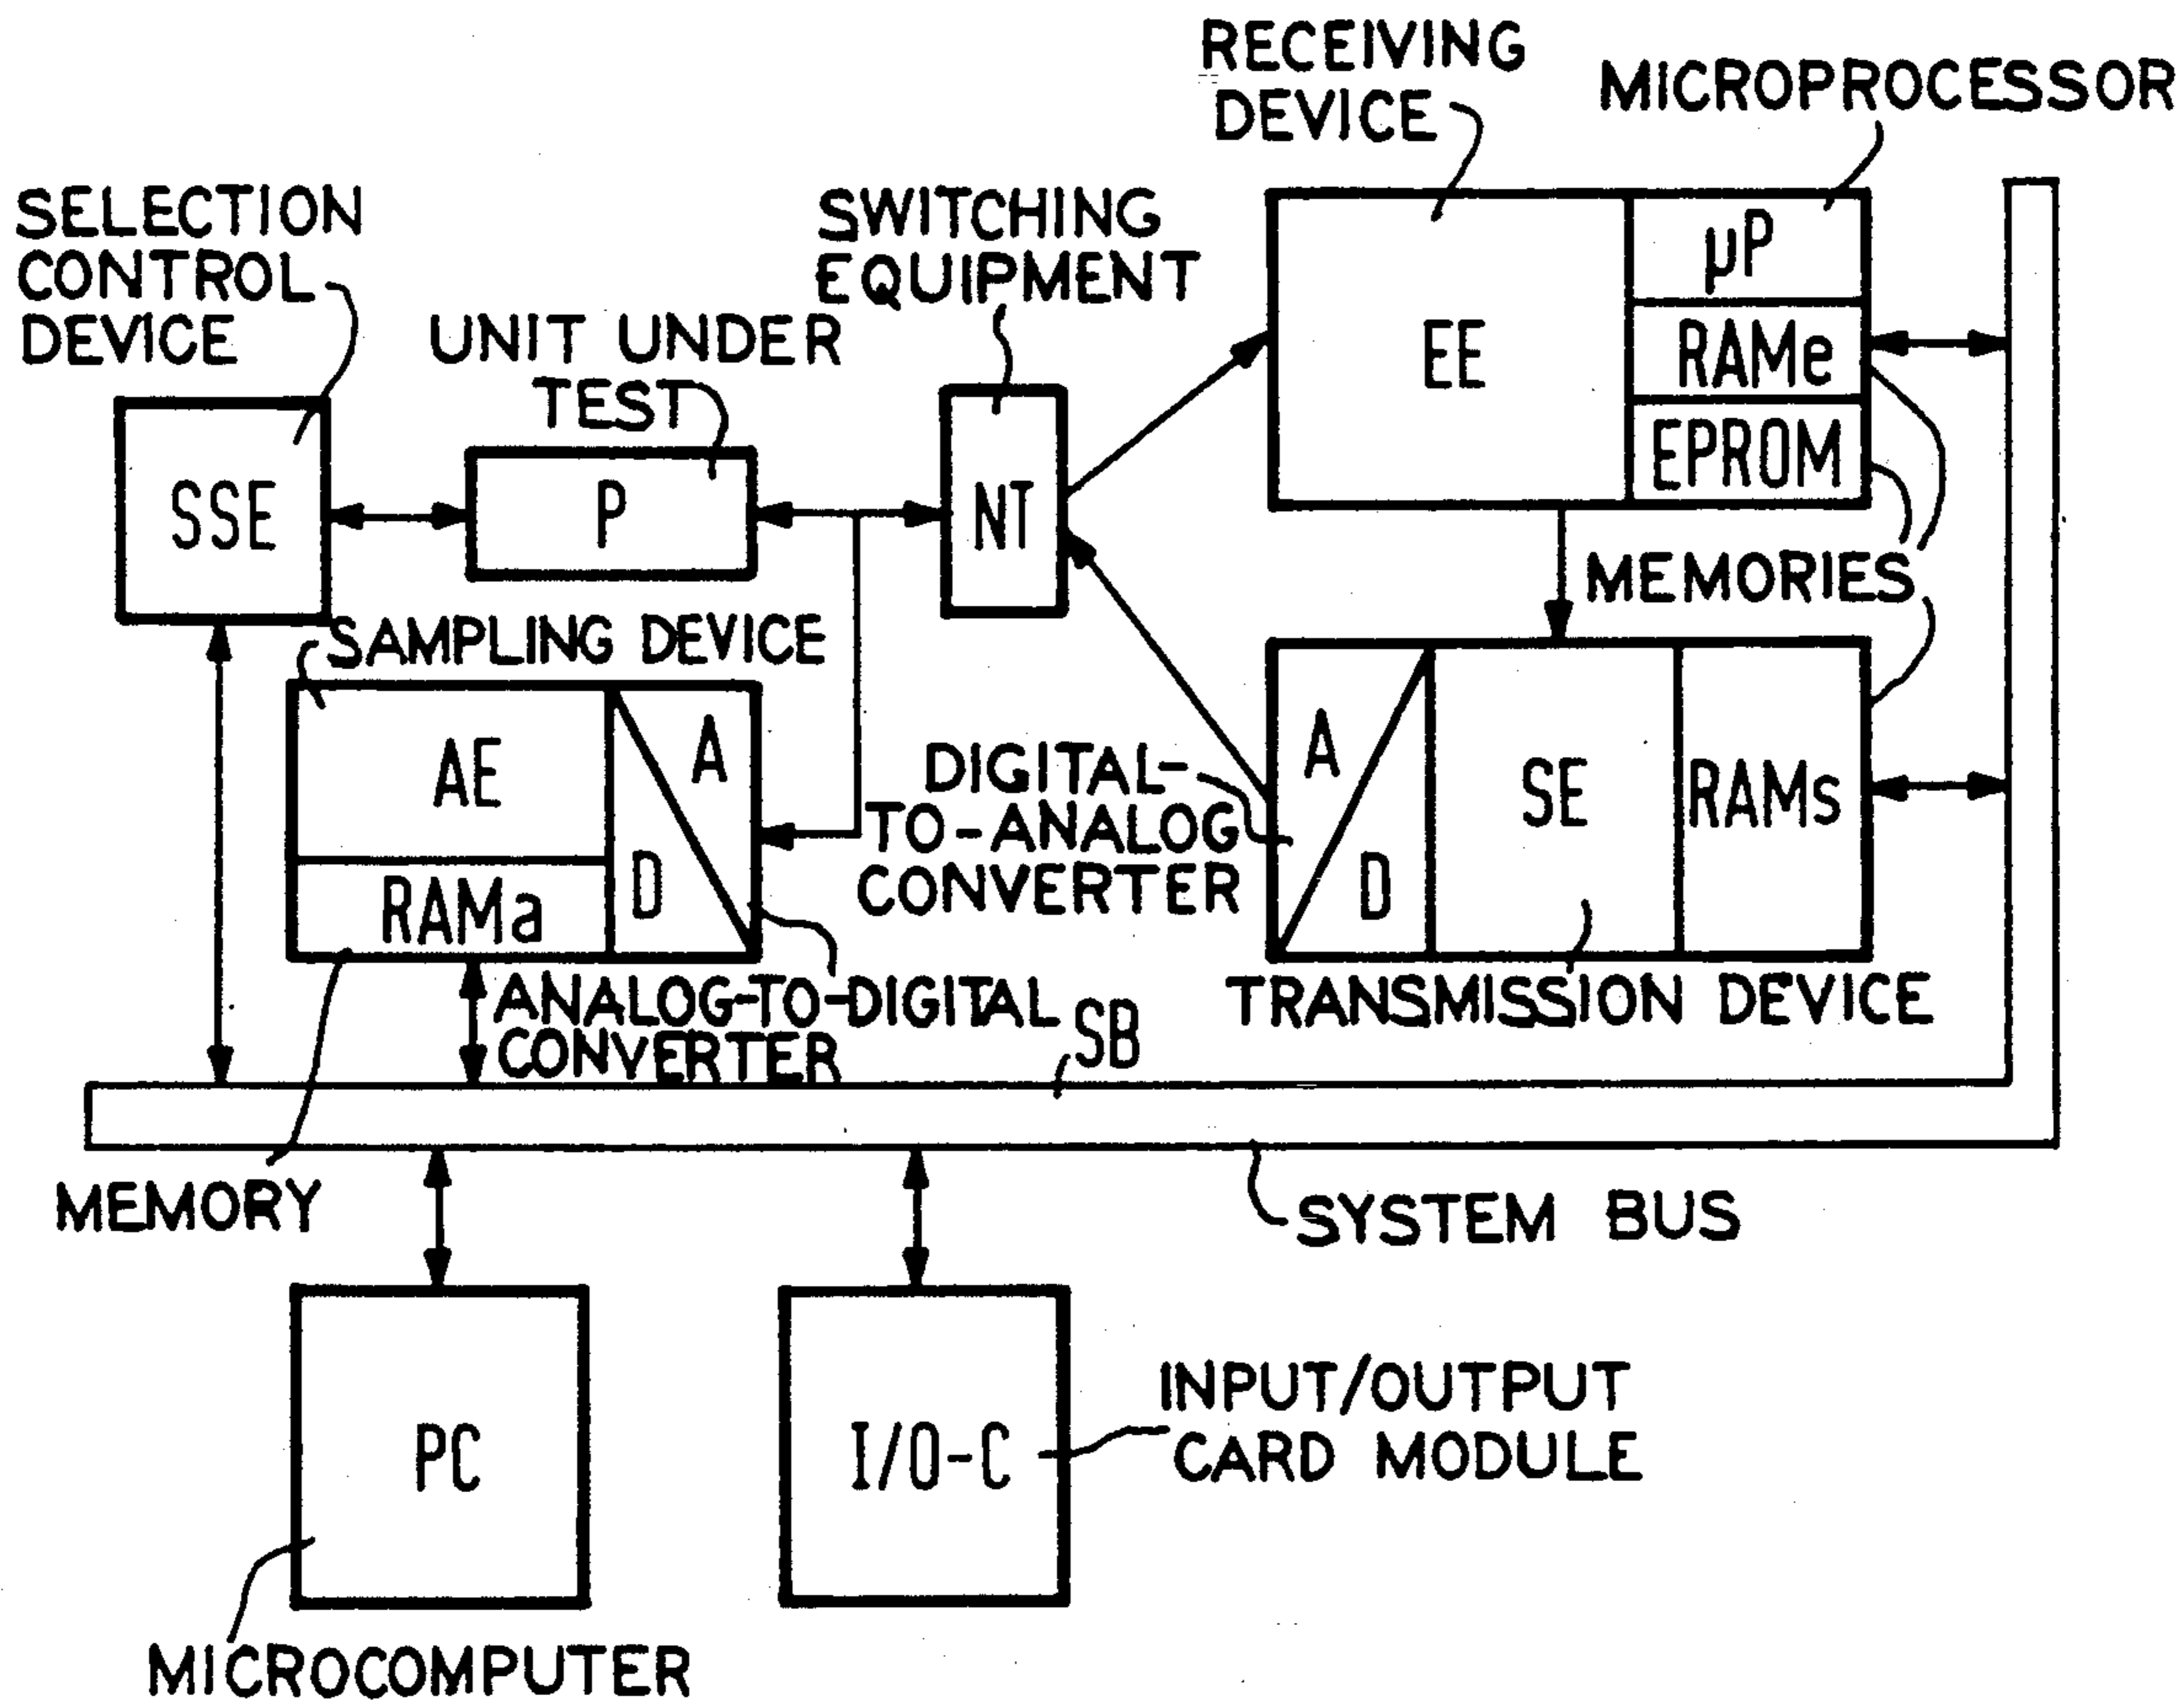 RECEIVING
DEVICE
MICROPROCESSOR
SELECTION
CONTROL
DEVICE
SWITCHING
EQUIPMENT
UNIT UNDER
TEST
µP
RAMe
EPROM
EE
SSE
P
NT
MEMORIES
SAMPLING DEVICE
AE
A
D
RAMa
DIGITAL-
TO-ANALOG
CONVERTER
A
D
SE
RAMs
ANALOG-TO-DIGITAL
CONVERTER
TRANSMISSION DEVICE
SB
MEMORY
SYSTEM BUS
PC
I/O-C
INPUT/OUTPUT
CARD MODULE
MICROCOMPUTER